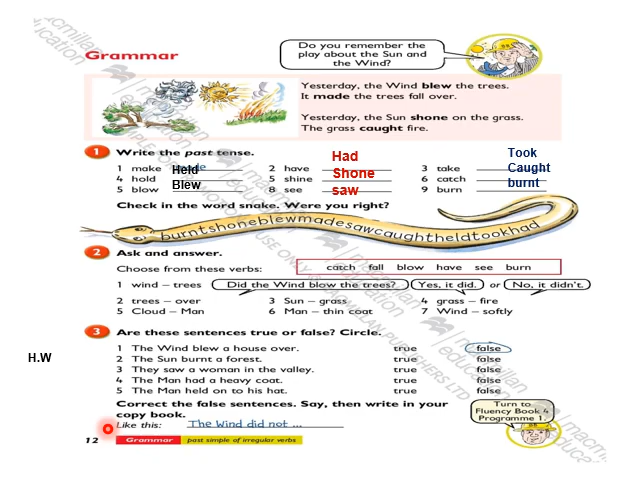 Grammar
Do you remember the
play about the Sun and
the Wind?
Yesterday, the Wind blew the trees.
It made the trees fall over.
Yesterday, the Sun shone on the grass.
The grass caught fire.
1 Write the past tense.
1 make made 2 have Had 3 take Took
4 hold Held 5 shine Shone 6 catch Caught
5 blow Blew 8 see saw 9 burn burnt
Check in the word snake. Were you right?
burntshoneblewmadesawcaughtheldtookhad
2 Ask and answer.
Choose from these verbs: catch fall blow have see burn
1 wind – trees Did the Wind blow the trees? Yes, it did. or No, it didn't.
2 trees – over 3 Sun – grass 4 grass – fire
5 Cloud – Man 6 Man – thin coat 7 Wind – softly
3 Are these sentences true or false? Circle.
1 The Wind blew a house over. true false
2 The Sun burnt a forest. true false
3 They saw a woman in the valley. true false
4 The Man had a heavy coat. true false
5 The Man held on to his hat. true false
H.W
Correct the false sentences. Say, then write in your
copy book.
Like this: The Wind did not ...
Turn to
Fluency Book 4
Programme 1.
12 Grammar past simple of irregular verbs
macmillan
education